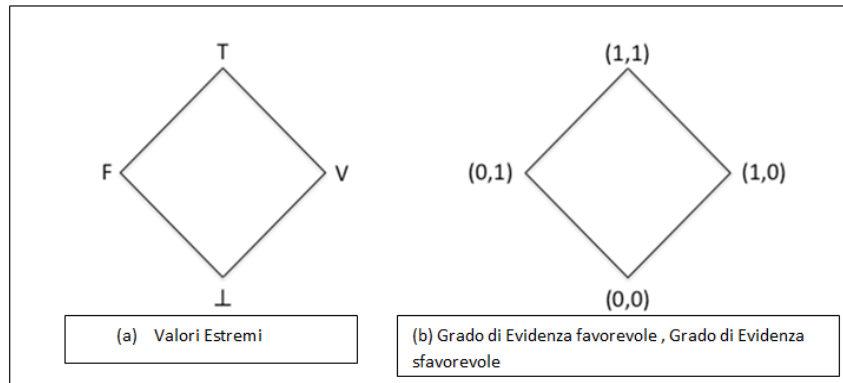 T
(1,1)
F
V
(0,1)
(1,0)
⊥
(0,0)
(a) Valori Estremi
(b) Grado di Evidenza favorevole , Grado di Evidenza
sfavorevole